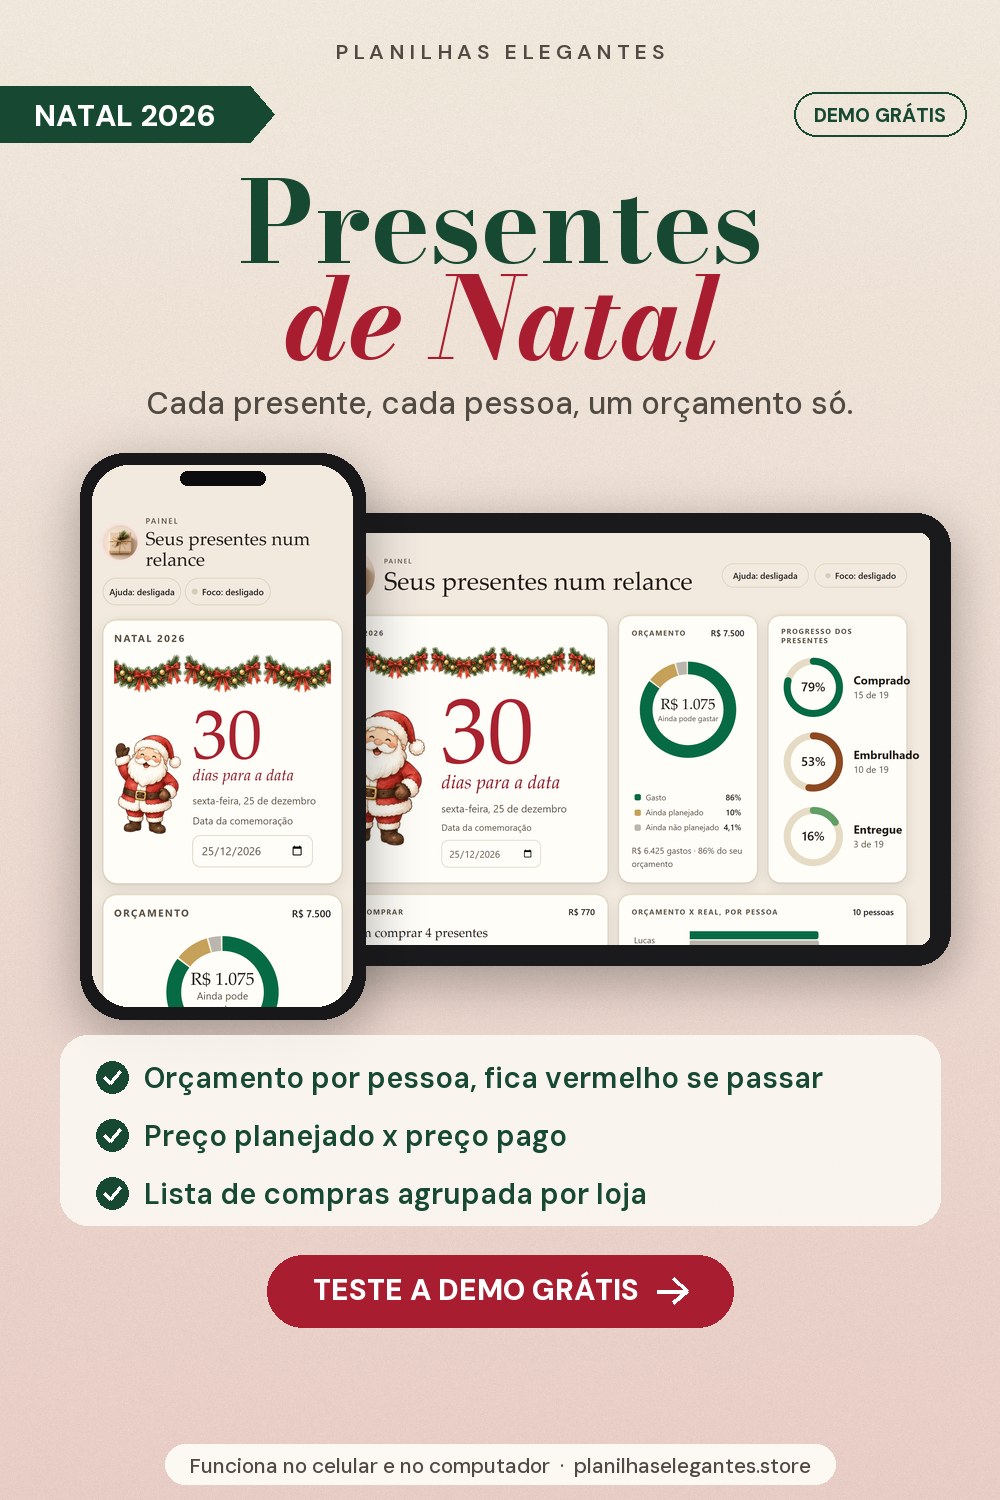 PLANILHAS ELEGANTES
NATAL 2026
DEMO GRÁTIS
Presentes
de Natal
Cada presente, cada pessoa, um orçamento só.
PAINEL
Seus presentes num
relance
Ajuda: desligada
Foco: desligado
NATAL 2026
30
dias para a data
sexta-feira, 25 de dezembro
Data da comemoração
25/12/2026
ORÇAMENTO
R$ 7.500
R$ 1.075
Ainda pode
PAINEL
Seus presentes num relance
Ajuda: desligada
Foco: desligado
2026
30
dias para a data
sexta-feira, 25 de dezembro
Data da comemoração
25/12/2026
ORÇAMENTO
R$ 7.500
R$ 1.075
Ainda pode gastar
Gasto 86%
Ainda planejado 10%
Ainda não planejado 4,1%
R$ 6.425 gastos · 86% do seu
orçamento
PROGRESSO DOS
PRESENTES
79%
Comprado
15 de 19
53%
Embrulhado
10 de 19
16%
Entregue
3 de 19
OMPRAR
R$ 770
comprar 4 presentes
ORÇAMENTO X REAL, POR PESSOA
10 pessoas
Lucas
Orçamento por pessoa, fica vermelho se passar
Preço planejado x preço pago
Lista de compras agrupada por loja
TESTE A DEMO GRÁTIS
Funciona no celular e no computador · planilhaselegantes.store